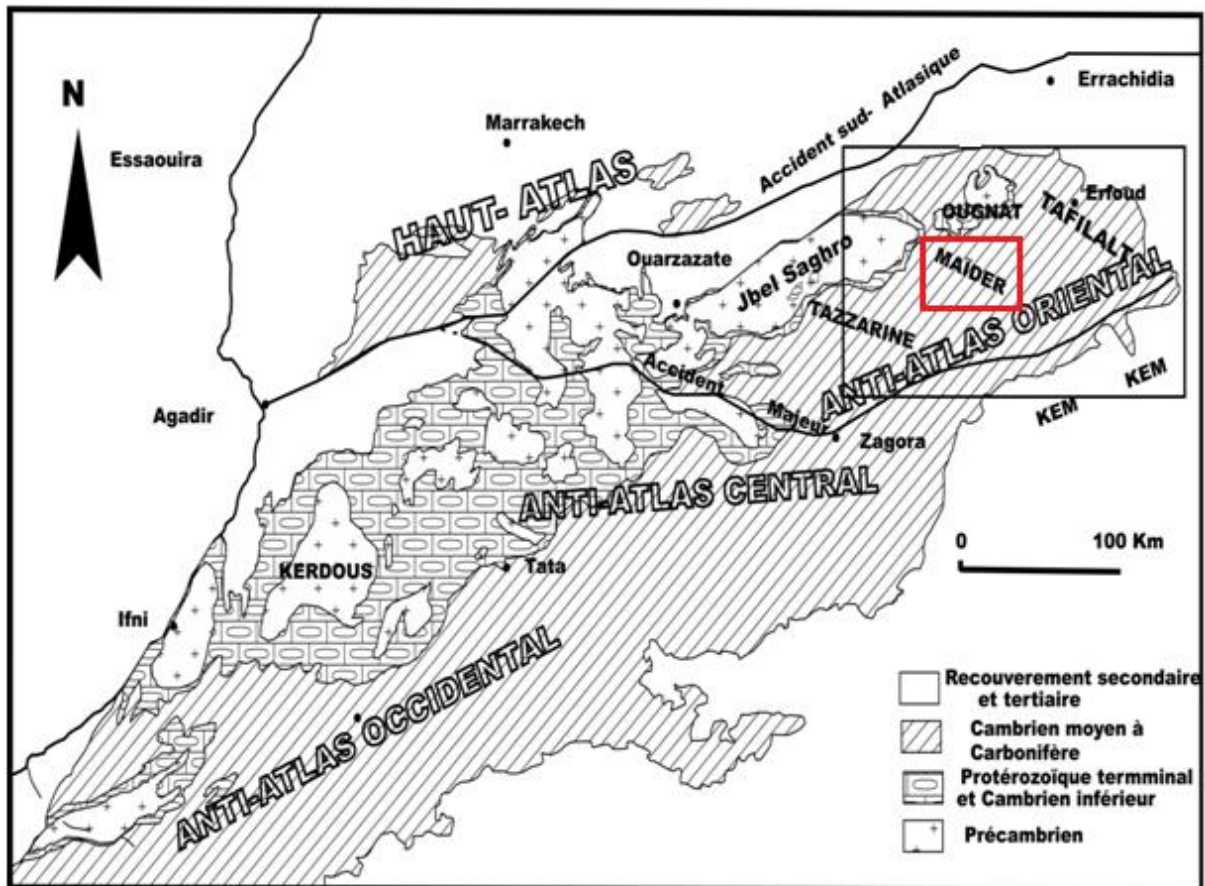 N
Errachidia
Marrakech
Essaouira
Accident sud- Atlasique
HAUT- ATLAS
OUGNAT
Erfoud
TAFILALT
Ouarzazate
Jbel Saghro
MAÏDER
TAZZARINE
ANTI-ATLAS ORIENTAL
Agadir
Accident
Majeur
KEM
KEM
Zagora
ANTI-ATLAS CENTRAL
0 100 Km
KERDOUS
Tata
Ifni
ANTI-ATLAS OCCIDENTAL
Recouverement secondaire
et tertiaire
Cambrien moyen à
Carbonifère
Protérozoïque termminal
et Cambrien inférieur
Précambrien